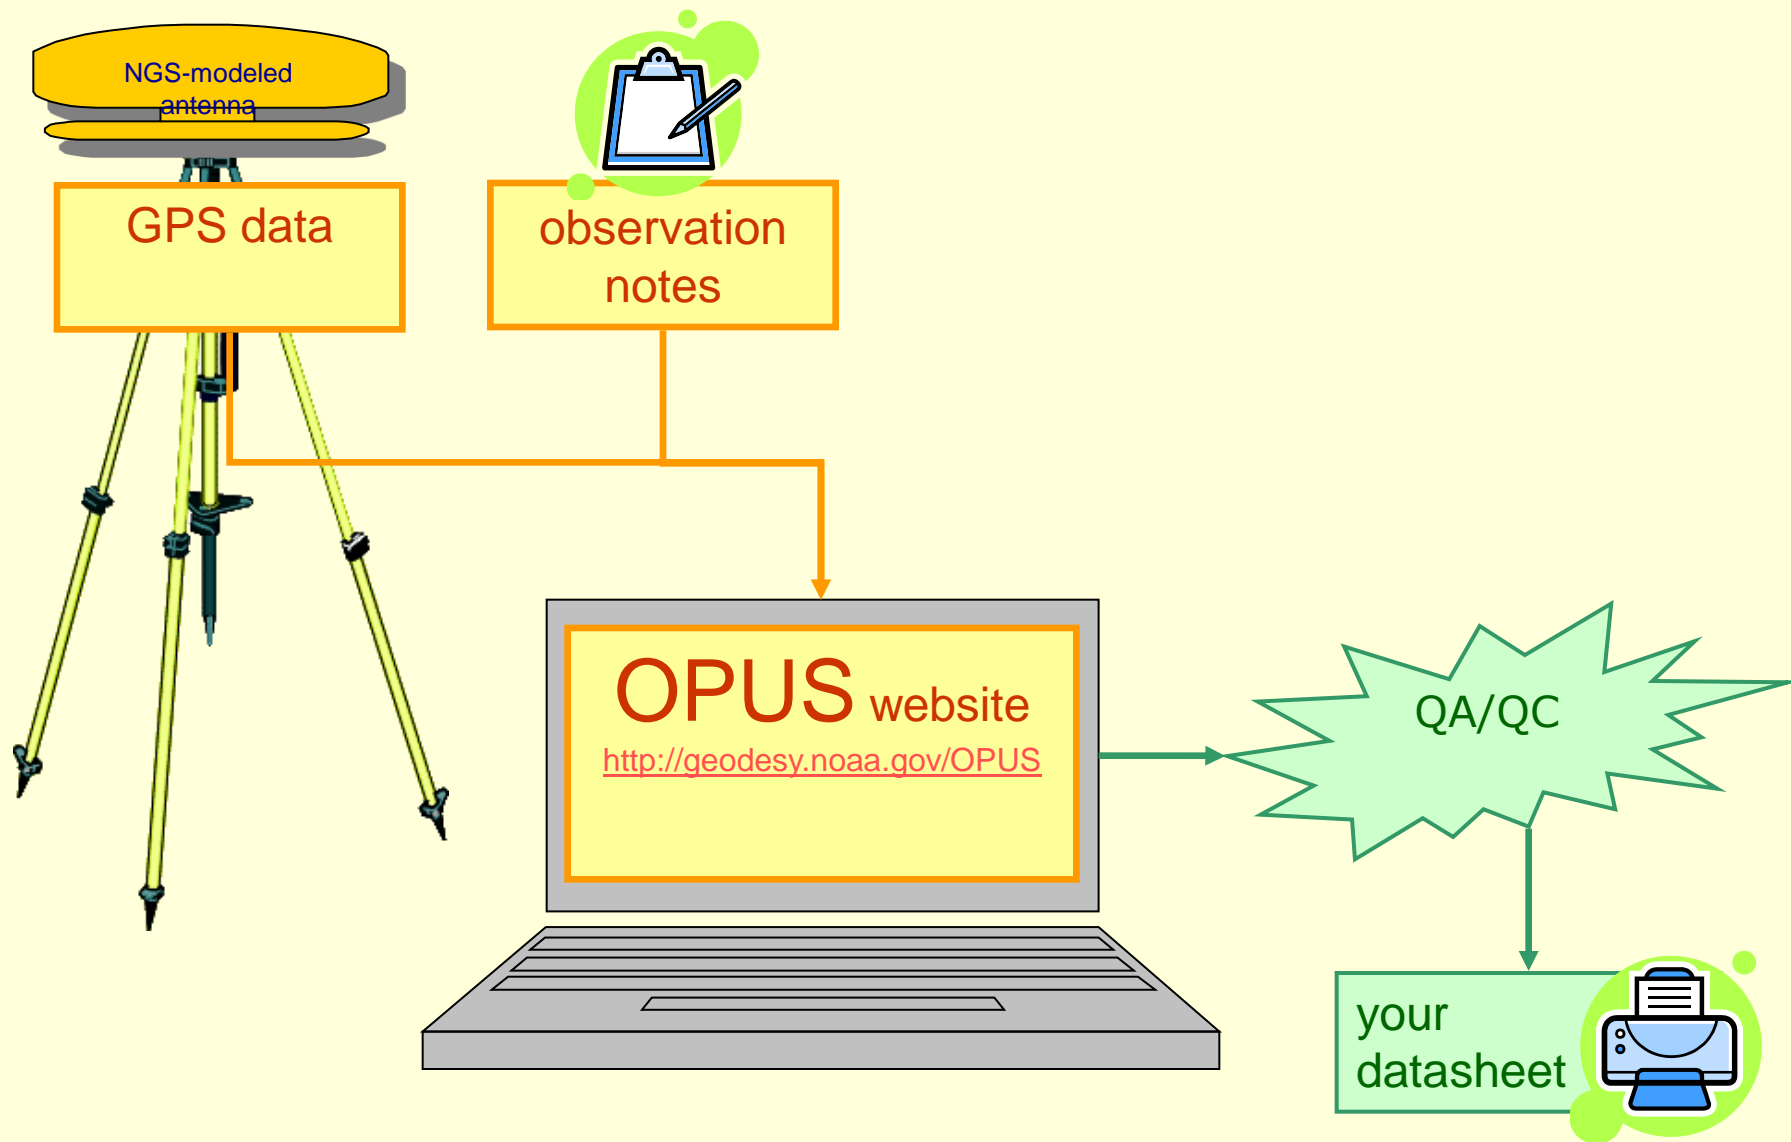 NGS-modeled
antenna
GPS data
observation
notes
OPUS website
http://geodesy.noaa.gov/OPUS
QA/QC
your
datasheet